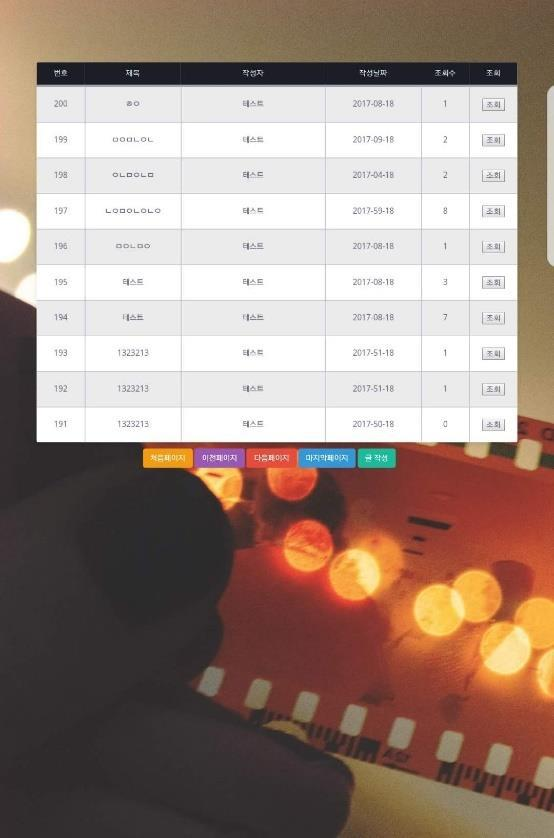 번호 제목 작성자 작성날짜 조회수 조회
200 ㅎㅇ 테스트 2017-08-18 1 조회
199 ㅁㅇㅁㄴㅇㄴ 테스트 2017-09-18 2 조회
198 ㅇㄴㅁㅇㄴㅁ 테스트 2017-04-18 2 조회
197 ㄴㅇㅁㅇㄴㅇㄴㅇ 테스트 2017-59-18 8 조회
196 ㅁㅇㄴㅁㅇ 테스트 2017-08-18 1 조회
195 테스트 테스트 2017-08-18 3 조회
194 테스트 테스트 2017-08-18 7 조회
193 1323213 테스트 2017-51-18 1 조회
192 1323213 테스트 2017-51-18 1 조회
191 1323213 테스트 2017-50-18 0 조회
처음페이지 이전페이지 다음페이지 마지막페이지 글 작성